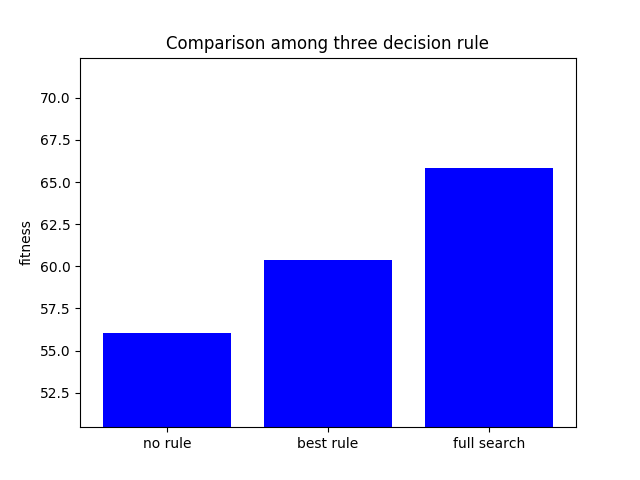 Comparison among three decision rule
70.0
67.5
65.0
62.5
60.0
57.5
55.0
52.5
fitness
no rule best rule full search